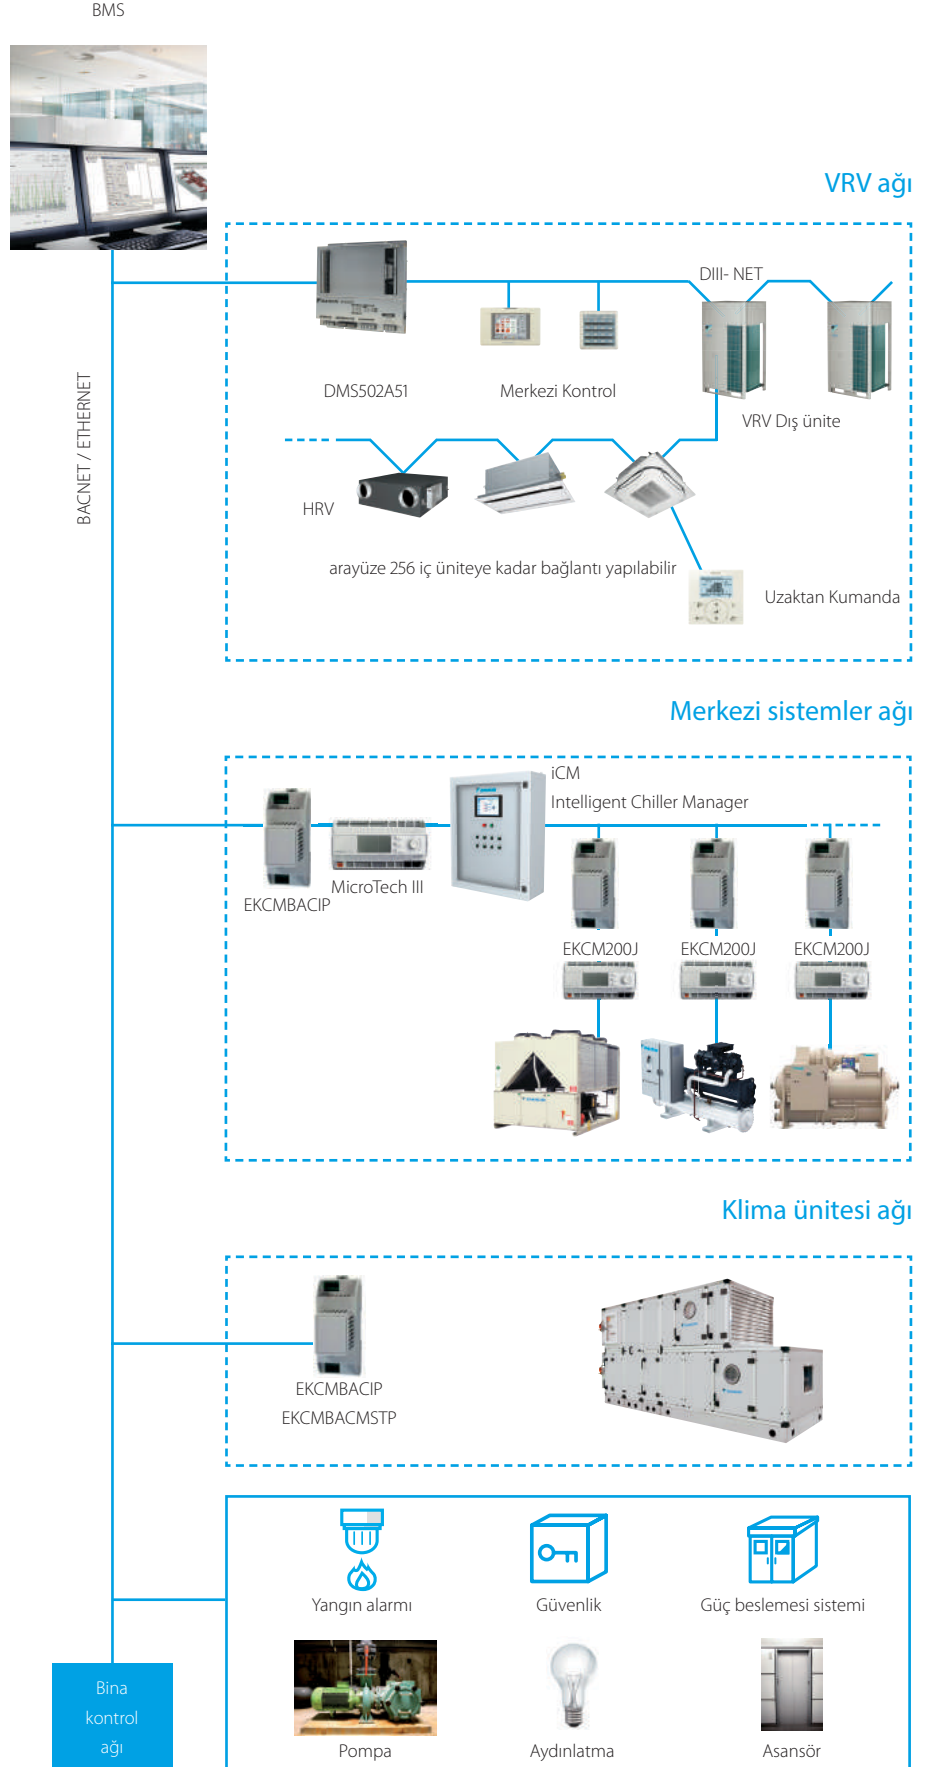 BMS
VRV ağı
DIII- NET
DMS502A51
Merkezi Kontrol
VRV Dış ünite
BACNET / ETHERNET
HRV
arayüze 256 iç üniteye kadar bağlantı yapılabilir
Uzaktan Kumanda
Merkezi sistemler ağı
iCM
Intelligent Chiller Manager
MicroTech III
EKCMBACIP
EKCM200J
EKCM200J
EKCM200J
Klima ünitesi ağı
EKCMBACIP
EKCMBACMSTP
Yangın alarmı
Güvenlik
Güç beslemesi sistemi
Bina
kontrol
ağı
Pompa
Aydınlatma
Asansör